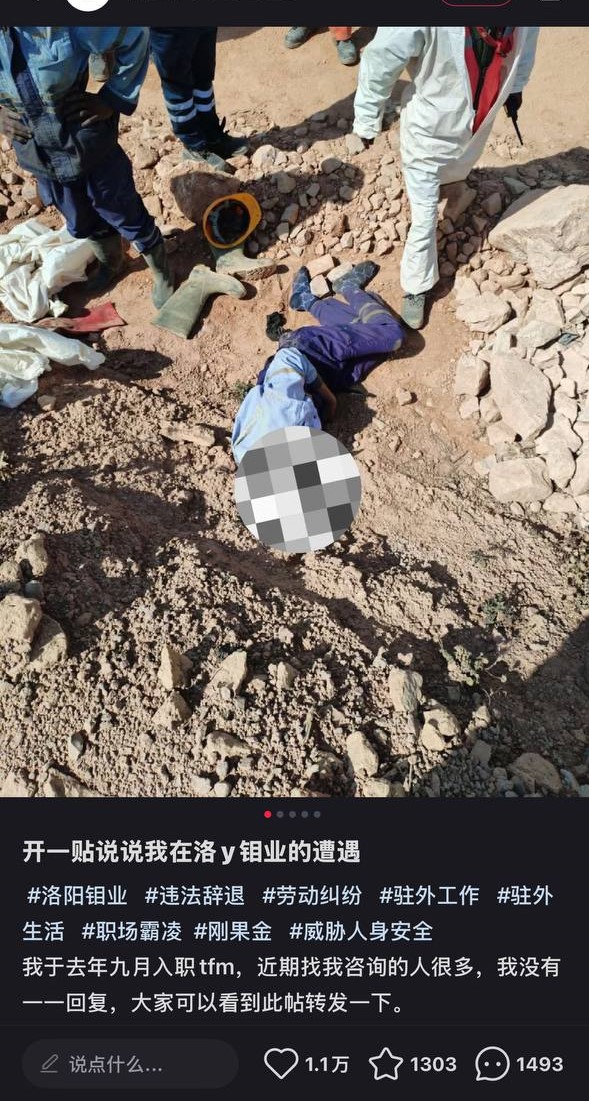 开一贴说说我在洛y钼业的遭遇
#洛阳钼业 #违法辞退 #劳动纠纷 #驻外工作 #驻外
生活 #职场霸凌 #刚果金 #威胁人身安全
我于去年九月入职tfm，近期找我咨询的人很多，我没有
一一回复，大家可以看到此帖转发一下。
说点什么... 1.1万 1303 1493